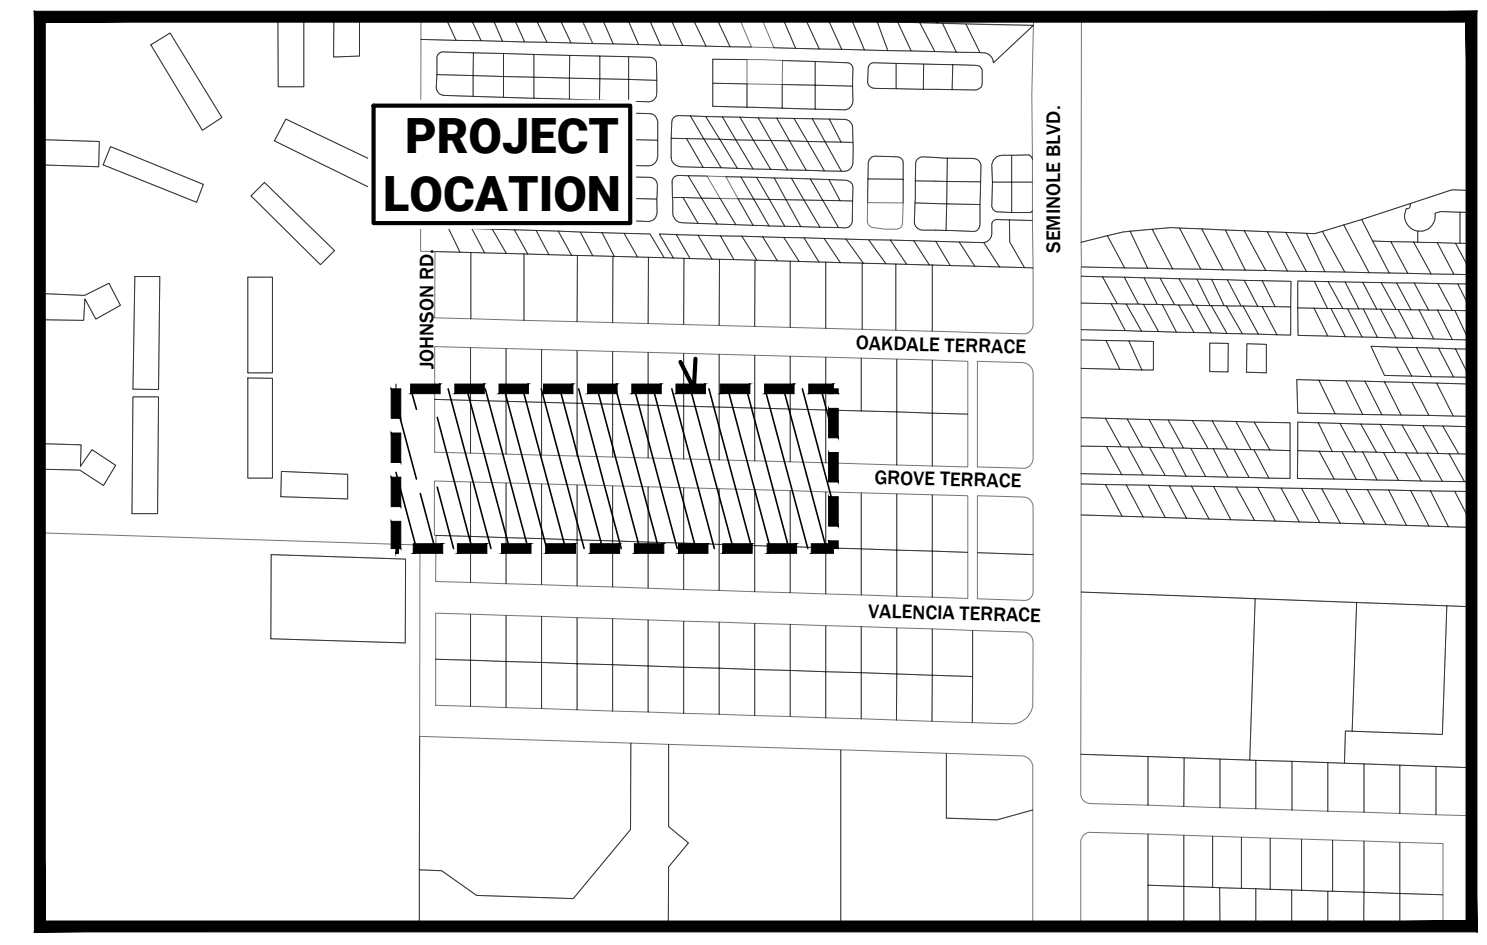 PROJECT
LOCATION
SEMINOLE BLVD.
JOHNSON RD.
OAKDALE TERRACE
GROVE TERRACE
VALENCIA TERRACE